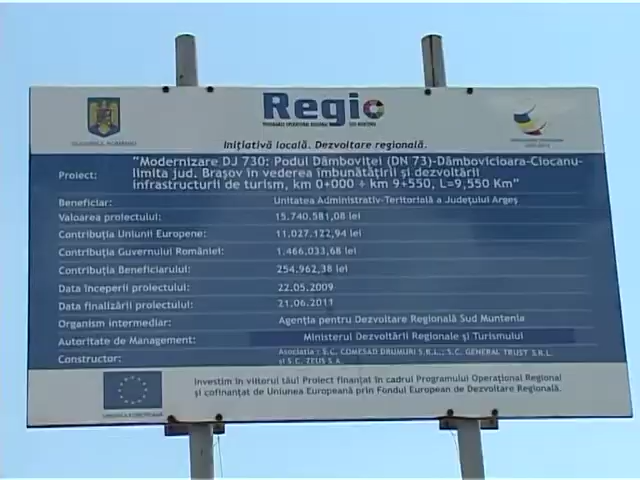 Regio
PROGRAMUL OPERAȚIONAL REGIONAL SUD MUNTENIA
Inițiativă locală. Dezvoltare regională.
Proiect: "Modernizare DJ 730: Podul Dâmboviței (DN 73)-Dâmbovicioara-Ciocanu-
limita jud. Brașov în vederea îmbunătățirii și dezvoltării
infrastructurii de turism, km 0+000 ÷ km 9+550, L=9,550 Km"
Beneficiar: Unitatea Administrativ-Teritorială a Județului Argeș
Valoarea proiectului: 15.740.581,08 lei
Contribuția Uniunii Europene: 11,027,122,94 lei
Contribuția Guvernului României: 1,466,033,68 lei
Contribuția Beneficiarului: 254,962,38 lei
Data începerii proiectului: 22.05.2009
Data finalizării proiectului: 21.06.2011
Organism intermediar: Agenția pentru Dezvoltare Regională Sud Muntenia
Autoritate de Management: Ministerul Dezvoltării Regionale și Turismului
Constructor: Asociația : S.C. COMESAD DRUMURI S.R.L.; S.C. GENERAL TRUST S.R.L.
și S.C. ZEUS S.A.
Investim în viitorul tău! Proiect finanțat în cadrul Programului Operațional Regional
și cofinanțat de Uniunea Europeană prin Fondul European de Dezvoltare Regională.
UNIUNEA EUROPEANĂ